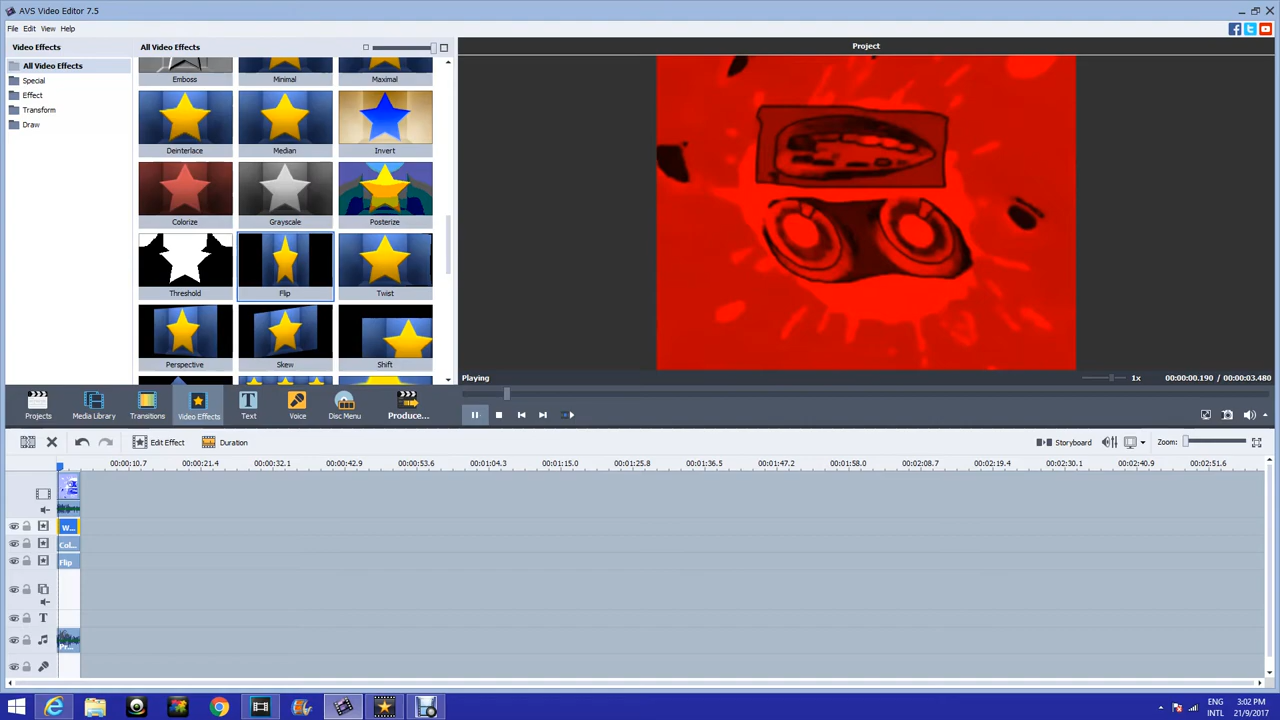 AVS Video Editor 7.5
File Edit View Help
Video Effects
All Video Effects
Project
All Video Effects
Special
Effect
Transform
Draw
Emboss Minimal Maximal
Deinterlace Median Invert
Colorize Grayscale Posterize
Threshold Flip Twist
Perspective Skew Shift
Playing
1x
00:00:00.190 / 00:00:03.480
Projects Media Library Transitions Video Effects Text Voice Disc Menu Produce...
Edit Effect Duration
Storyboard
Zoom:
00:00:10.7 00:00:21.4 00:00:32.1 00:00:42.9 00:00:53.6 00:01:04.3 00:01:15.0 00:01:25.8 00:01:36.5 00:01:47.2 00:01:58.0 00:02:08.7 00:02:19.4 00:02:30.1 00:02:40.9 00:02:51.6
W...
Col...
Flip
T
Pr...
ENG
INTL
3:02 PM
21/9/2017